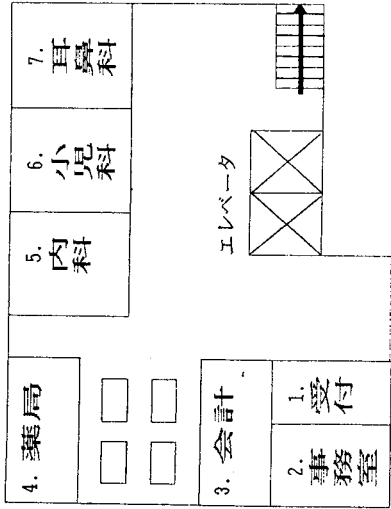 4. 薬局
5. 内科
6. 小児科
7. 耳鼻科
エレベータ
3. 会計
1. 受付
2. 事務室